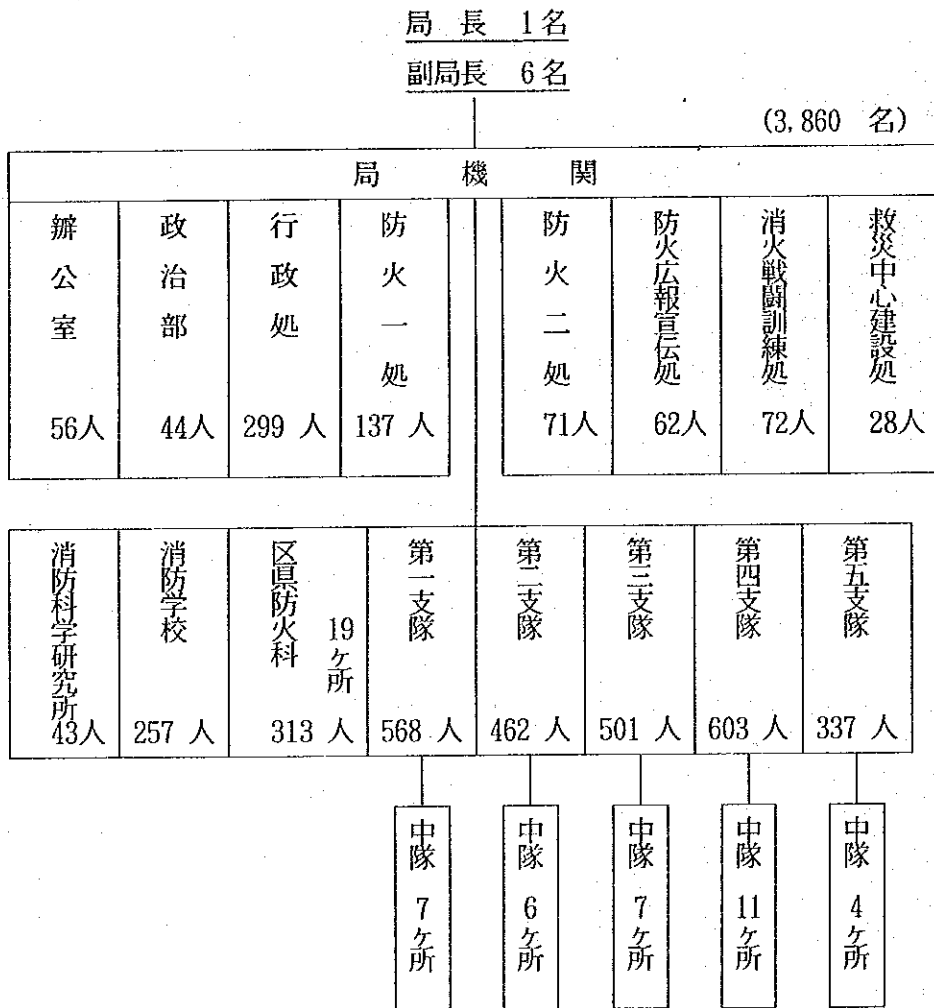 局長 1名
副局長 6名
(3,860 名)
局機関
辦公室
56人
政治部
44人
行政処
299 人
防火一処
137 人
防火二処
71人
防火広報宣伝処
62人
消火戦闘訓練処
72人
救災中心建設処
28人
消防科学研究所
43人
消防学校
257 人
区県防火科
19ヶ所
313 人
第一支隊
568 人
第二支隊
462 人
第三支隊
501 人
第四支隊
603 人
第五支隊
337 人
中隊 7ヶ所
中隊 6ヶ所
中隊 7ヶ所
中隊 11ヶ所
中隊 4ヶ所